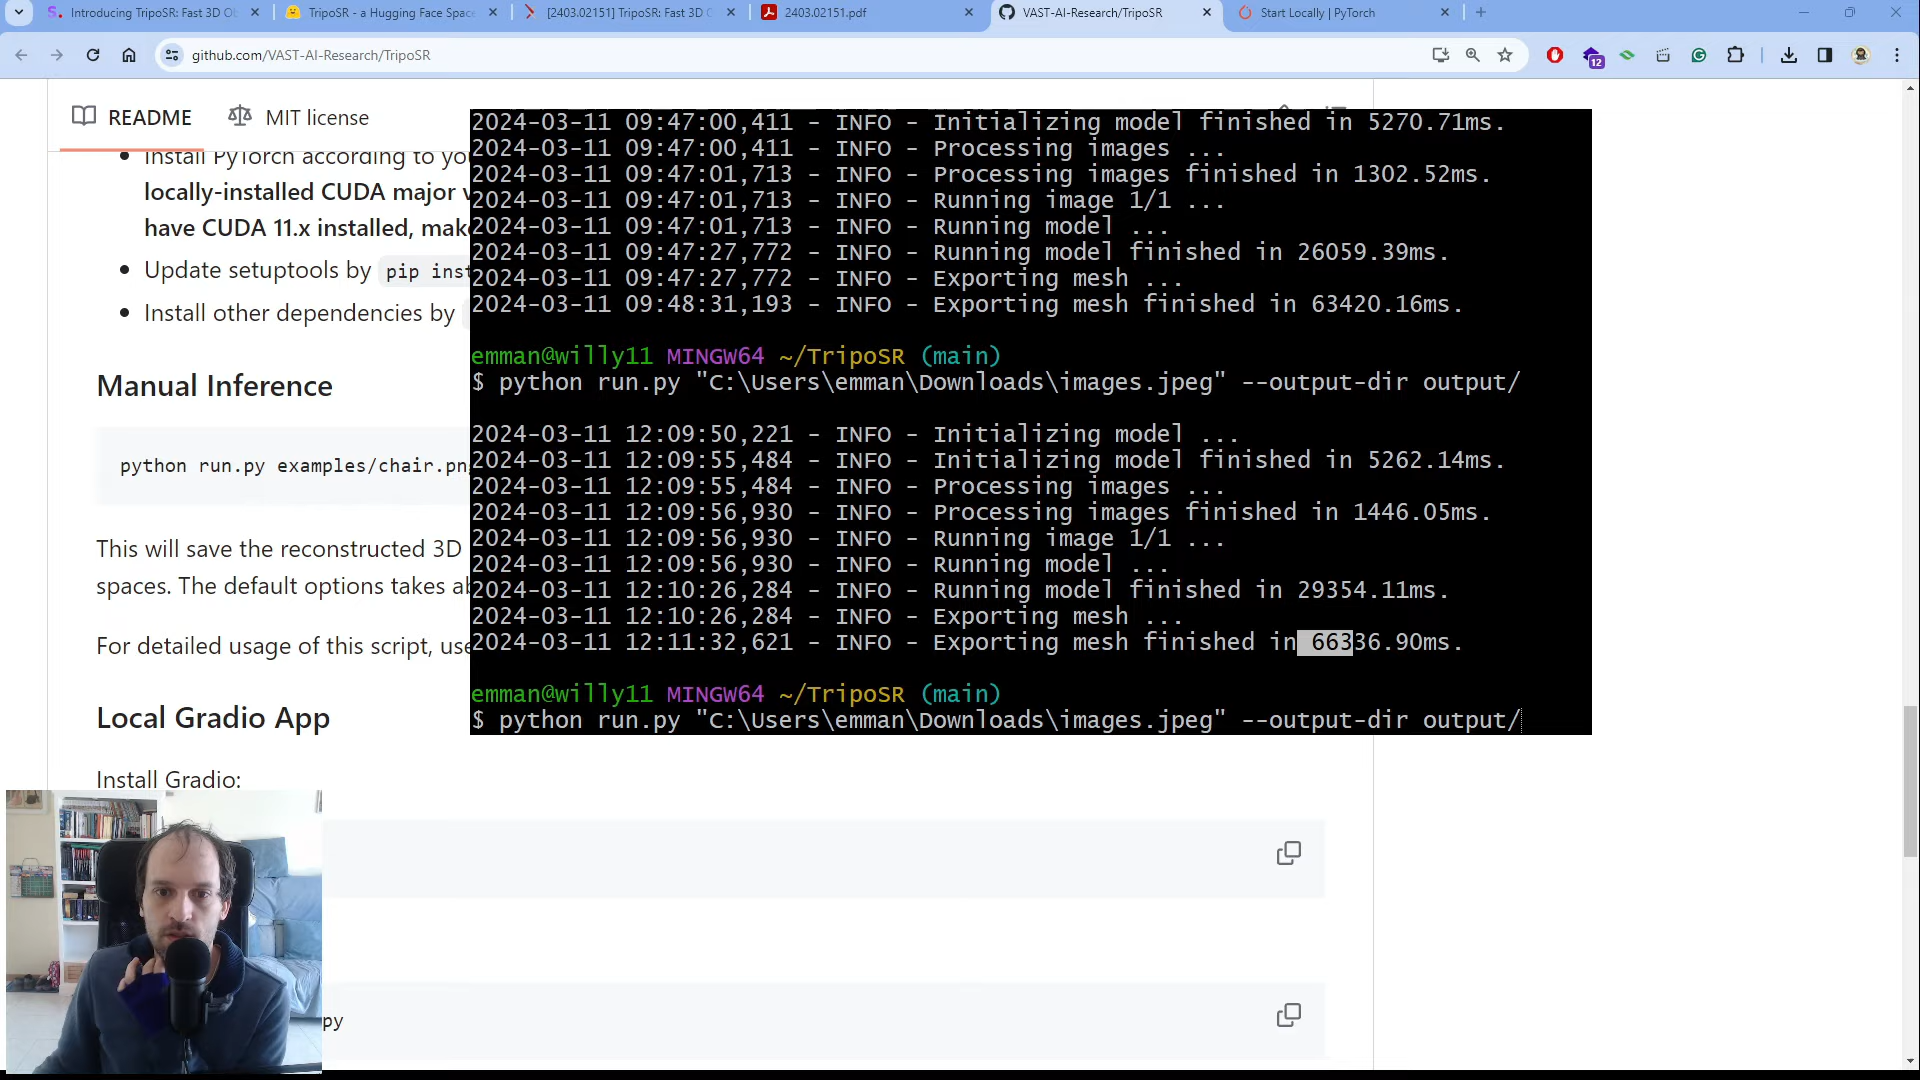 Introducing TripoSR: Fast 3D Ob
TripoSR - a Hugging Face Space
[2403.02151] TripoSR: Fast 3D O
2403.02151.pdf
VAST-AI-Research/TripoSR
Start Locally | PyTorch
github.com/VAST-AI-Research/TripoSR
12
README
MIT license
Install PyTorch according to you
locally-installed CUDA major v
have CUDA 11.x installed, make
Update setuptools by pip inst
Install other dependencies by
Manual Inference
python run.py examples/chair.png
This will save the reconstructed 3D
spaces. The default options takes ab
For detailed usage of this script, use
Local Gradio App
Install Gradio:
py
2024-03-11 09:47:00,411 - INFO - Initializing model finished in 5270.71ms.
2024-03-11 09:47:00,411 - INFO - Processing images ...
2024-03-11 09:47:01,713 - INFO - Processing images finished in 1302.52ms.
2024-03-11 09:47:01,713 - INFO - Running image 1/1 ...
2024-03-11 09:47:01,713 - INFO - Running model ...
2024-03-11 09:47:27,772 - INFO - Running model finished in 26059.39ms.
2024-03-11 09:47:27,772 - INFO - Exporting mesh ...
2024-03-11 09:48:31,193 - INFO - Exporting mesh finished in 63420.16ms.
emman@willy11 MINGW64 ~/TripoSR (main)
$ python run.py "C:\Users\emman\Downloads\images.jpeg" --output-dir output/
2024-03-11 12:09:50,221 - INFO - Initializing model ...
2024-03-11 12:09:55,484 - INFO - Initializing model finished in 5262.14ms.
2024-03-11 12:09:55,484 - INFO - Processing images ...
2024-03-11 12:09:56,930 - INFO - Processing images finished in 1446.05ms.
2024-03-11 12:09:56,930 - INFO - Running image 1/1 ...
2024-03-11 12:09:56,930 - INFO - Running model ...
2024-03-11 12:10:26,284 - INFO - Running model finished in 29354.11ms.
2024-03-11 12:10:26,284 - INFO - Exporting mesh ...
2024-03-11 12:11:32,621 - INFO - Exporting mesh finished in 66336.90ms.
emman@willy11 MINGW64 ~/TripoSR (main)
$ python run.py "C:\Users\emman\Downloads\images.jpeg" --output-dir output/